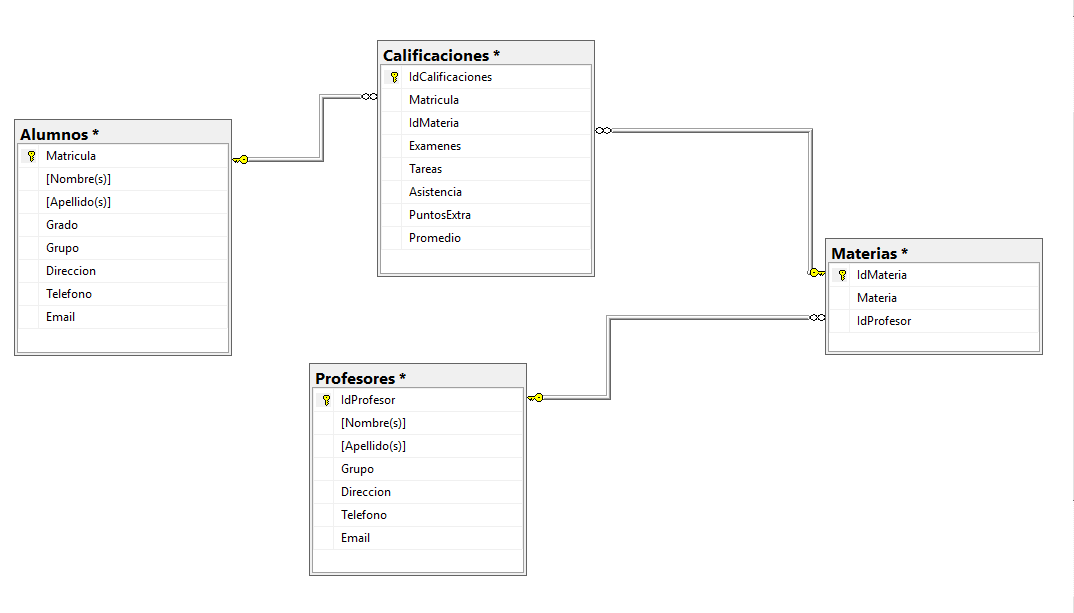 Calificaciones *
IdCalificaciones
Matricula
IdMateria
Examenes
Tareas
Asistencia
PuntosExtra
Promedio
Alumnos *
Matricula
[Nombre(s)]
[Apellido(s)]
Grado
Grupo
Direccion
Telefono
Email
Materias *
IdMateria
Materia
IdProfesor
Profesores *
IdProfesor
[Nombre(s)]
[Apellido(s)]
Grupo
Direccion
Telefono
Email